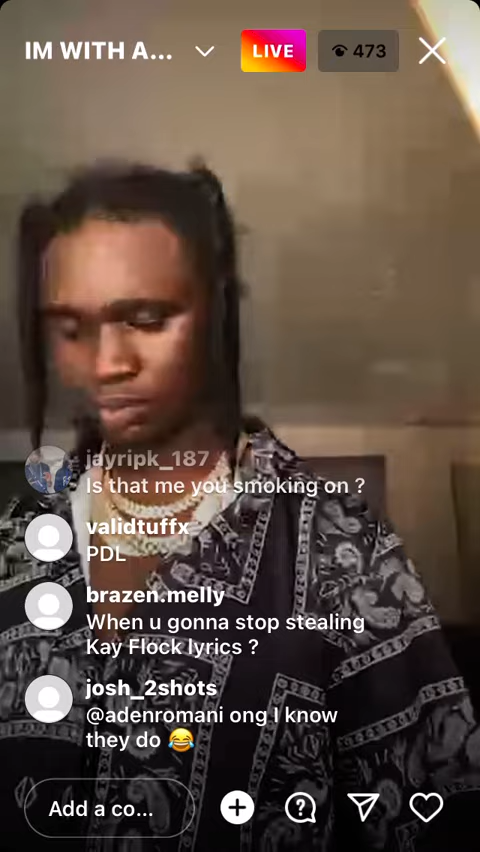 IM WITH A...
LIVE
473
jayripk_187
Is that me you smoking on ?
validtuffx
PDL
brazen.melly
When u gonna stop stealing
Kay Flock lyrics ?
josh_2shots
@adenromani ong I know
they do 😂
Add a co...